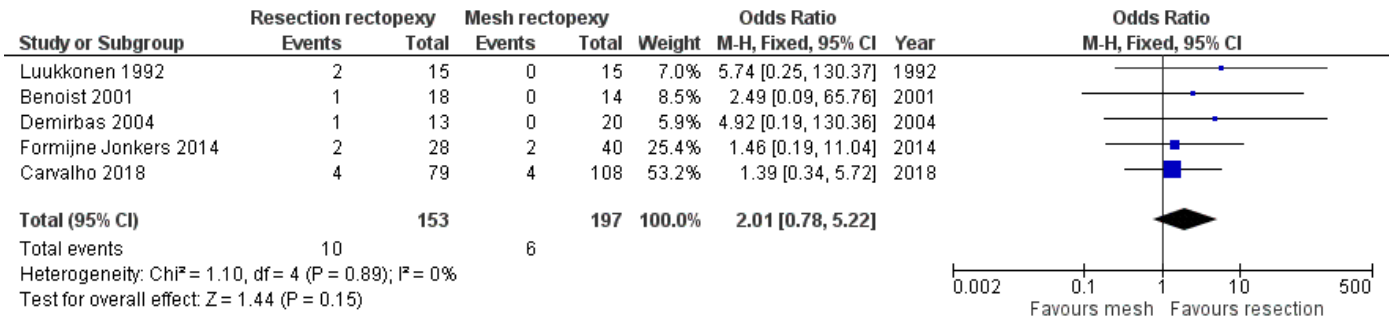 Resection rectopexy Mesh rectopexy Odds Ratio Odds Ratio
Study or Subgroup Events Total Events Total Weight M-H, Fixed, 95% CI Year M-H, Fixed, 95% CI
Luukkonen 1992 2 15 0 15 7.0% 5.74 [0.25, 130.37] 1992
Benoist 2001 1 18 0 14 8.5% 2.49 [0.09, 65.76] 2001
Demirbas 2004 1 13 0 20 5.9% 4.92 [0.19, 130.36] 2004
Formijne Jonkers 2014 2 28 2 40 25.4% 1.46 [0.19, 11.04] 2014
Carvalho 2018 4 79 4 108 53.2% 1.39 [0.34, 5.72] 2018
Total (95% CI) 153 197 100.0% 2.01 [0.78, 5.22]
Total events 10 6
Heterogeneity: Chi² = 1.10, df = 4 (P = 0.89); I² = 0%
Test for overall effect: Z = 1.44 (P = 0.15)
0.002 0.1 1 10 500
Favours mesh Favours resection